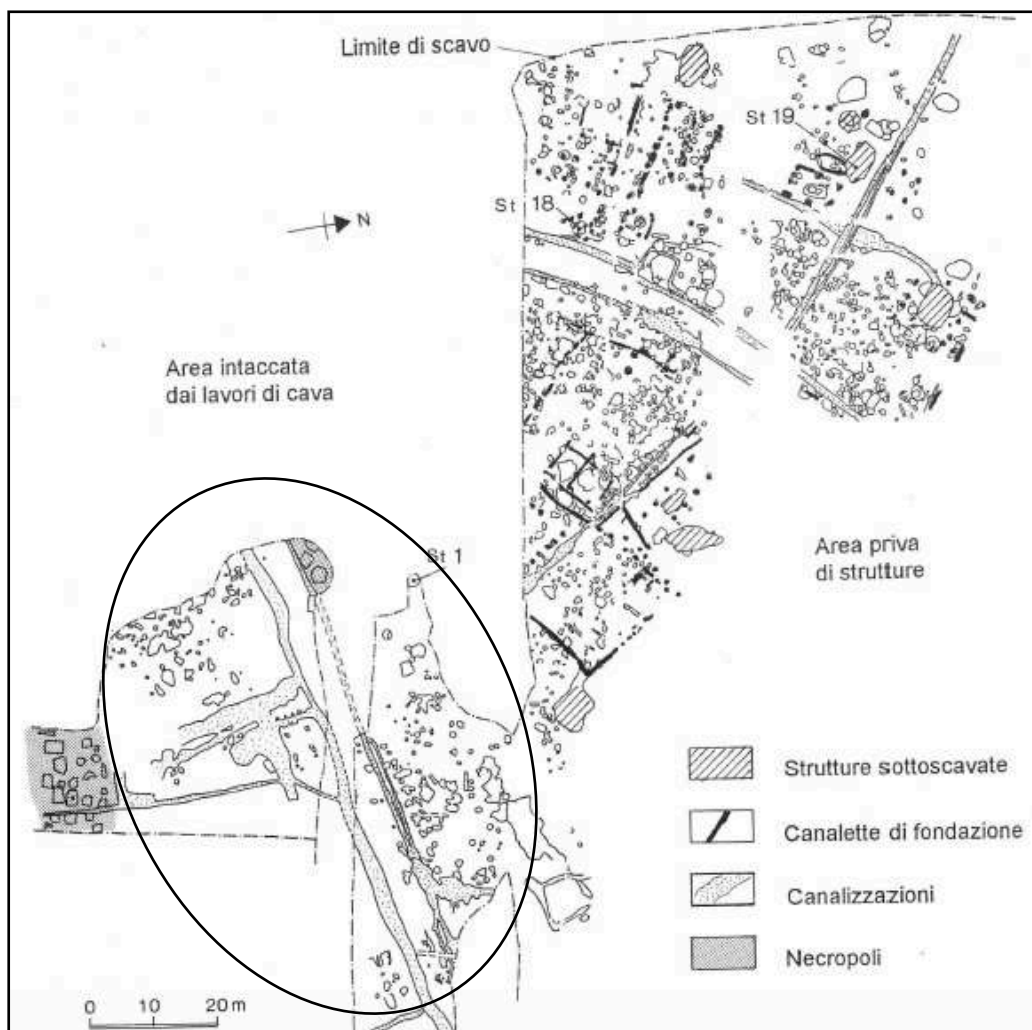 Limite di scavo
St 19
St 18
N
Area intaccata
dai lavori di cava
St 1
Area priva
di strutture
Strutture sottoscavate
Canalette di fondazione
Canalizzazioni
Necropoli
0 10 20 m